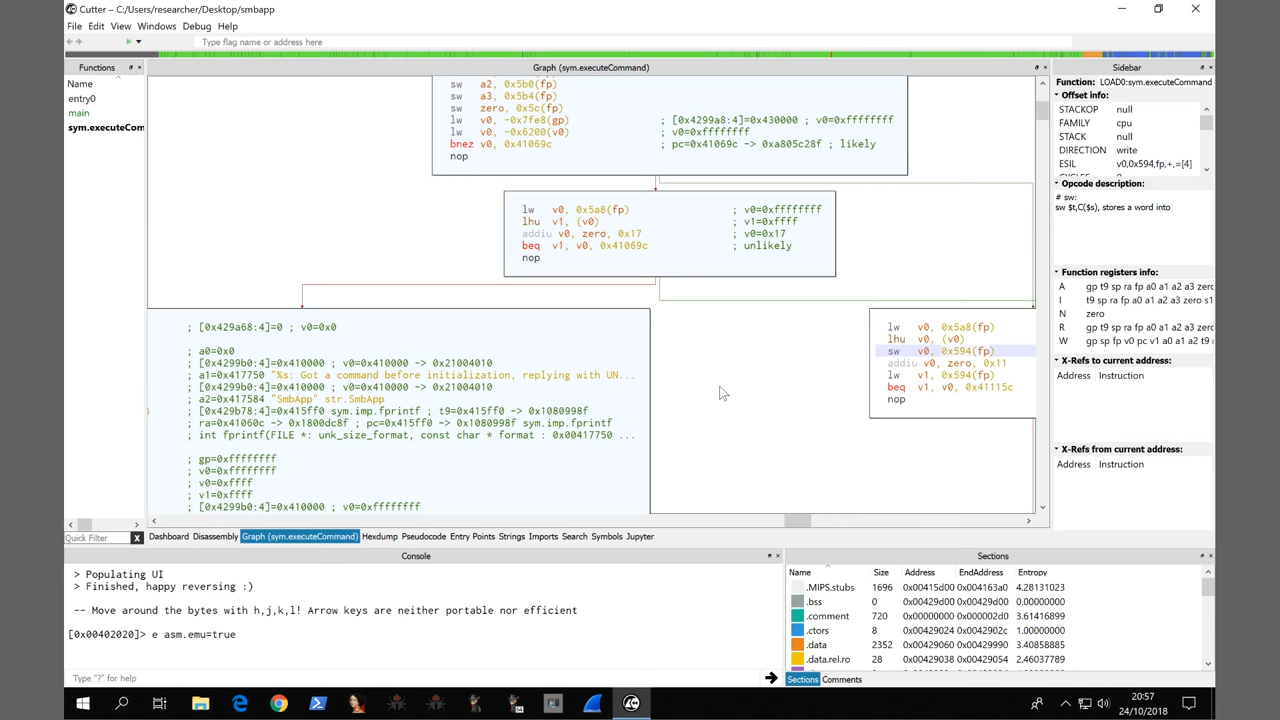 Cutter – C:/Users/researcher/Desktop/smbapp
File Edit View Windows Debug Help
Type flag name or address here
Functions
Name
entry0
main
sym.executeCom
Quick Filter X
Graph (sym.executeCommand)
sw a2, 0x5b0(fp)
sw a3, 0x5b4(fp)
sw zero, 0x5c(fp)
lw v0, -0x7fe8(gp) ; [0x4299a8:4]=0x430000 ; v0=0xffffffff
lw v0, -0x6200(v0) ; v0=0xffffffff
bnez v0, 0x41069c ; pc=0x41069c -> 0xa805c28f ; likely
nop
lw v0, 0x5a8(fp) ; v0=0xffffffff
lhu v1, (v0) ; v1=0xffff
addiu v0, zero, 0x17 ; v0=0x17
beq v1, v0, 0x41069c ; unlikely
nop
; [0x429a68:4]=0 ; v0=0x0
; a0=0x0
; [0x4299b0:4]=0x410000 ; v0=0x410000 -> 0x21004010
; a1=0x417750 "%s: Got a command before initialization, replying with UN...
; [0x4299b0:4]=0x410000 ; v0=0x410000 -> 0x21004010
; a2=0x417584 "SmbApp" str.SmbApp
; [0x429b78:4]=0x415ff0 sym.imp.fprintf ; t9=0x415ff0 -> 0x1080998f
; ra=0x41060c -> 0x1800dc8f ; pc=0x415ff0 -> 0x1080998f sym.imp.fprintf
; int fprintf(FILE *: unk_size_format, const char * format : 0x00417750 ...
; gp=0xffffffff
; v0=0xffffffff
; v0=0xffff
; v1=0xffff
; [0x4299b0:4]=0x410000 ; v0=0xffffffff
lw v0, 0x5a8(fp)
lhu v0, (v0)
sw v0, 0x594(fp)
addiu v0, zero, 0x11
lw v1, 0x594(fp)
beq v1, v0, 0x41115c
nop
Dashboard Disassembly Graph (sym.executeCommand) Hexdump Pseudocode Entry Points Strings Imports Search Symbols Jupyter
Sidebar
Function: LOAD0:sym.executeCommand
Offset info:
STACKOP null
FAMILY cpu
STACK null
DIRECTION write
ESIL v0,0x594,fp,+,=[4]
Opcode description:
# sw:
sw $t,C($s), stores a word into
Function registers info:
A gp t9 sp ra fp a0 a1 a2 a3 zero
I t9 sp ra fp a0 a1 a2 a3 zero s1
N zero
R gp t9 sp ra fp a0 a1 a2 a3 zero
W gp t9 sp fp v0 pc v1 a0 a1 a2
X-Refs to current address:
Address Instruction
X-Refs from current address:
Address Instruction
Console
> Populating UI
> Finished, happy reversing :)
-- Move around the bytes with h,j,k,l! Arrow keys are neither portable nor efficient
[0x00402020]> e asm.emu=true
Type "?" for help
Sections
Name Size Address EndAddress Entropy
.MIPS.stubs 1696 0x00415d00 0x004163a0 4.28131023
.bss 0 0x00429d00 0x00429d00 0.00000000
.comment 720 0x00000000 0x000002d0 3.61416899
.ctors 8 0x00429024 0x0042902c 1.00000000
.data 2352 0x00429060 0x00429990 3.40858885
.data.rel.ro 28 0x00429038 0x00429054 2.46037789
Sections Comments
20:57
24/10/2018